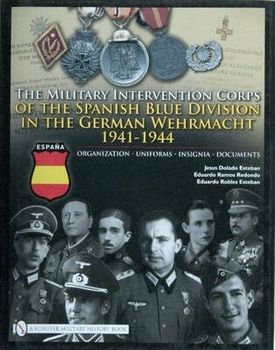 THE MILITARY INTERVENTION CORPS
OF THE SPANISH BLUE DIVISION
IN THE GERMAN WEHRMACHT
1941-1944
ORGANIZATION · UNIFORMS · INSIGNIA · DOCUMENTS
Jesus Dolado Esteban
Eduardo Ramos Redondo
Eduardo Robles Esteban
ESPAÑA
A SCHIFFER MILITARY HISTORY BOOK